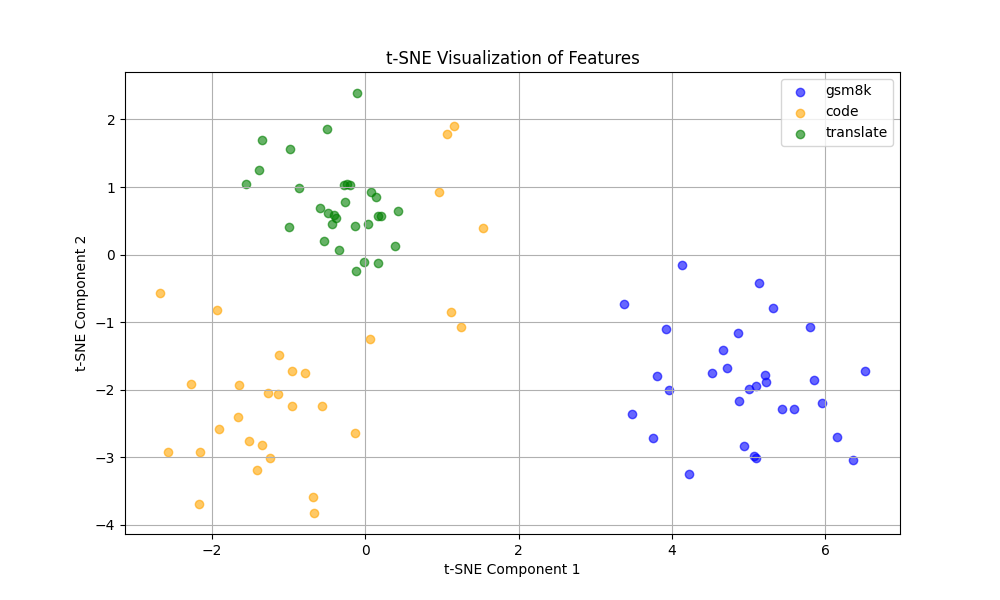 t-SNE Visualization of Features
gsm8k
code
translate
2
1
0
−1
−2
−3
−4
t-SNE Component 2
−2
0
2
4
6
t-SNE Component 1